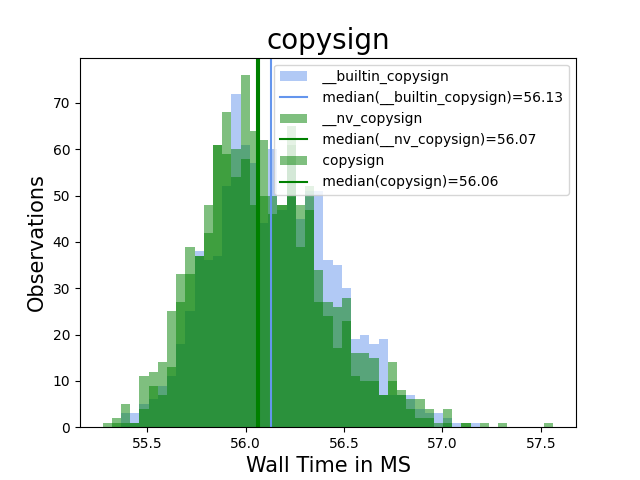 copysign
__builtin_copysign
median(__builtin_copysign)=56.13
__nv_copysign
median(__nv_copysign)=56.07
copysign
median(copysign)=56.06
Observations
70
60
50
40
30
20
10
0
55.5 56.0 56.5 57.0 57.5
Wall Time in MS